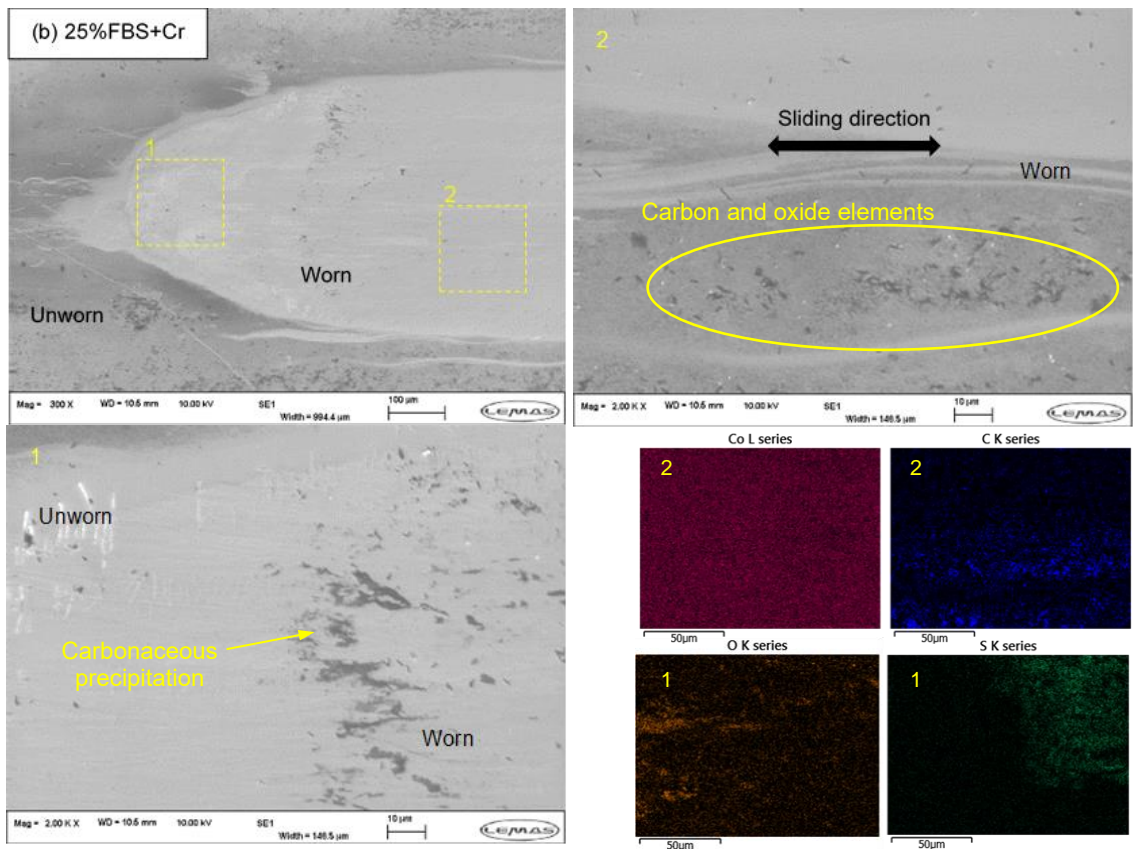 (b) 25%FBS+Cr
1
2
Worn
Unworn
Mag = 300 X WD = 10.5 mm 10.00 kV SE1 Width = 994.4 µm 100 µm LEMAS
2
Sliding direction
Worn
Carbon and oxide elements
Mag = 2.00 K X WD = 10.5 mm 10.00 kV SE1 Width = 146.5 µm 10 µm LEMAS
1
Unworn
Carbonaceous
precipitation
Worn
Mag = 2.00 K X WD = 10.5 mm 10.00 kV SE1 Width = 146.5 µm 10 µm LEMAS
Co L series
2
50µm
C K series
2
50µm
O K series
1
50µm
S K series
1
50µm